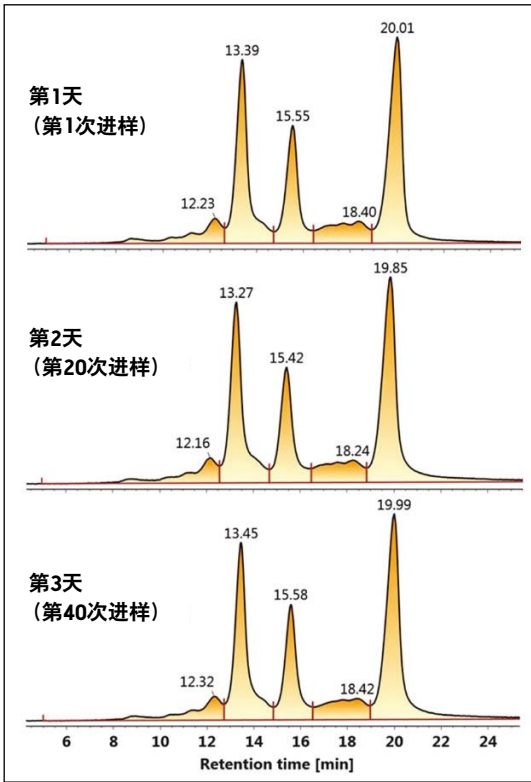 20.01
13.39
第1天
（第1次进样）
15.55
12.23
18.40
19.85
13.27
第2天
（第20次进样）
15.42
12.16
18.24
19.99
13.45
第3天
（第40次进样）
15.58
12.32
18.42
6 8 10 12 14 16 18 20 22 24
Retention time [min]